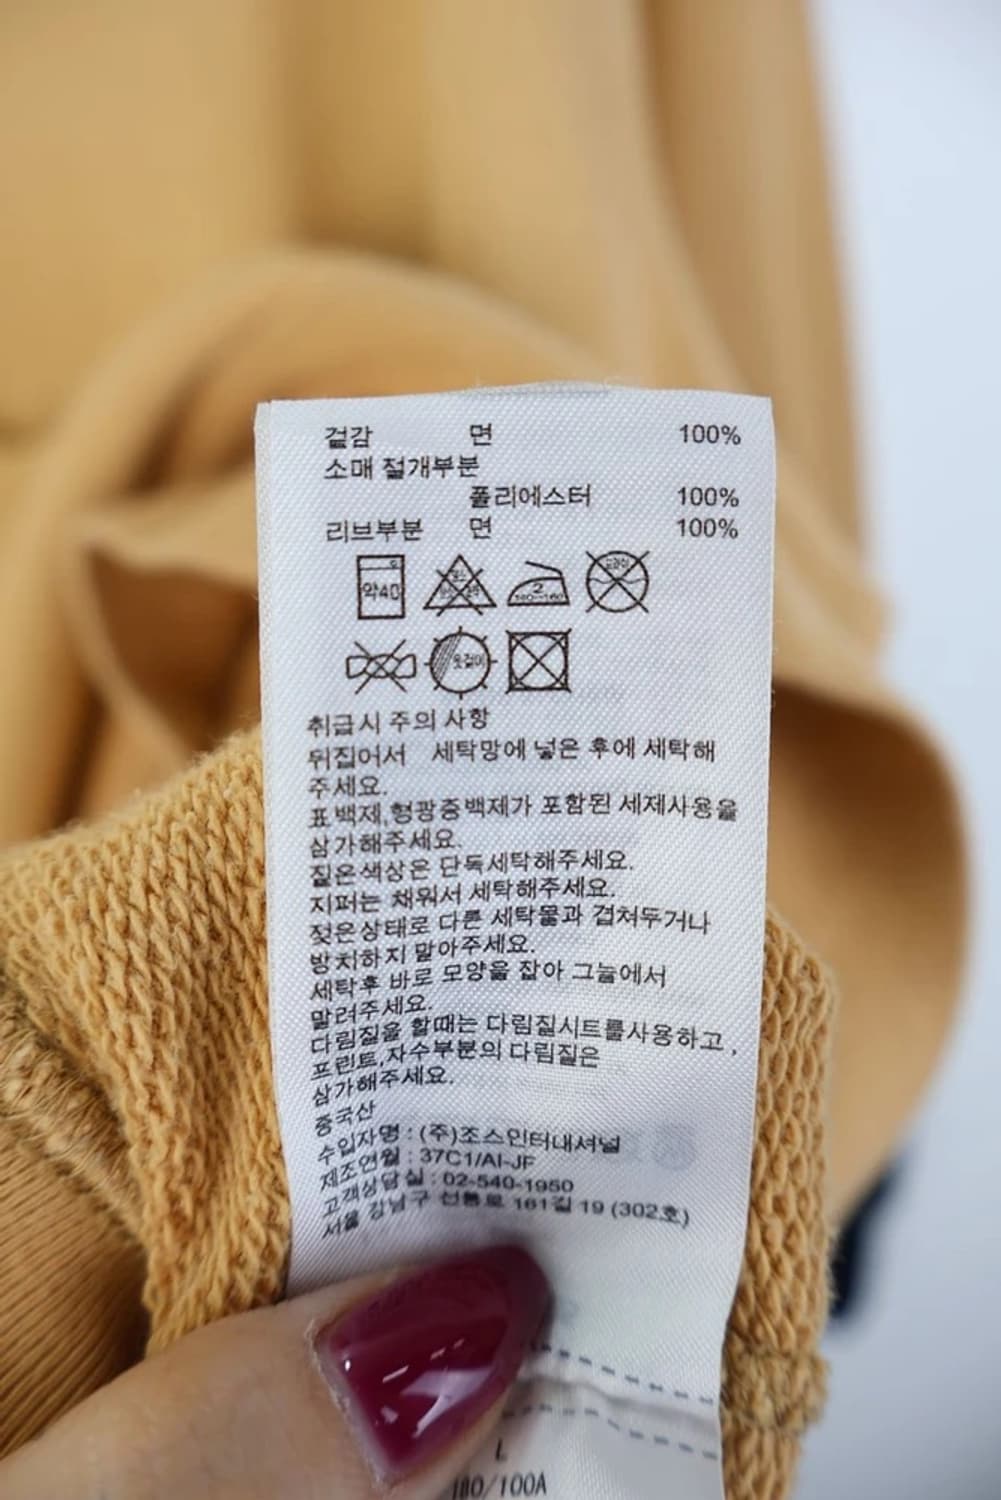 겉감 면 100%
소매 절개부분
폴리에스터 100%
리브부분 면 100%
약40
2
180~160
옷걸이
취급시 주의 사항
뒤집어서 세탁망에 넣은 후에 세탁해
주세요.
표백제,형광증백제가 포함된 세제사용을
삼가해주세요.
짙은색상은 단독세탁해주세요.
지퍼는 채워서 세탁해주세요.
젖은상태로 다른 세탁물과 겹쳐두거나
방치하지 말아주세요.
세탁후 바로 모양을 잡아 그늘에서
말려주세요.
다림질을 할때는 다림질시트를사용하고,
프린트,자수부분의 다림질은
삼가해주세요.
중국산
수입자명 : (주)조스인터내셔널
제조연월 : 37C1/AI-JF
고객상담실 : 02-540-1950
서울 강남구 선릉로 161길 19 (302호)
L
180/100A